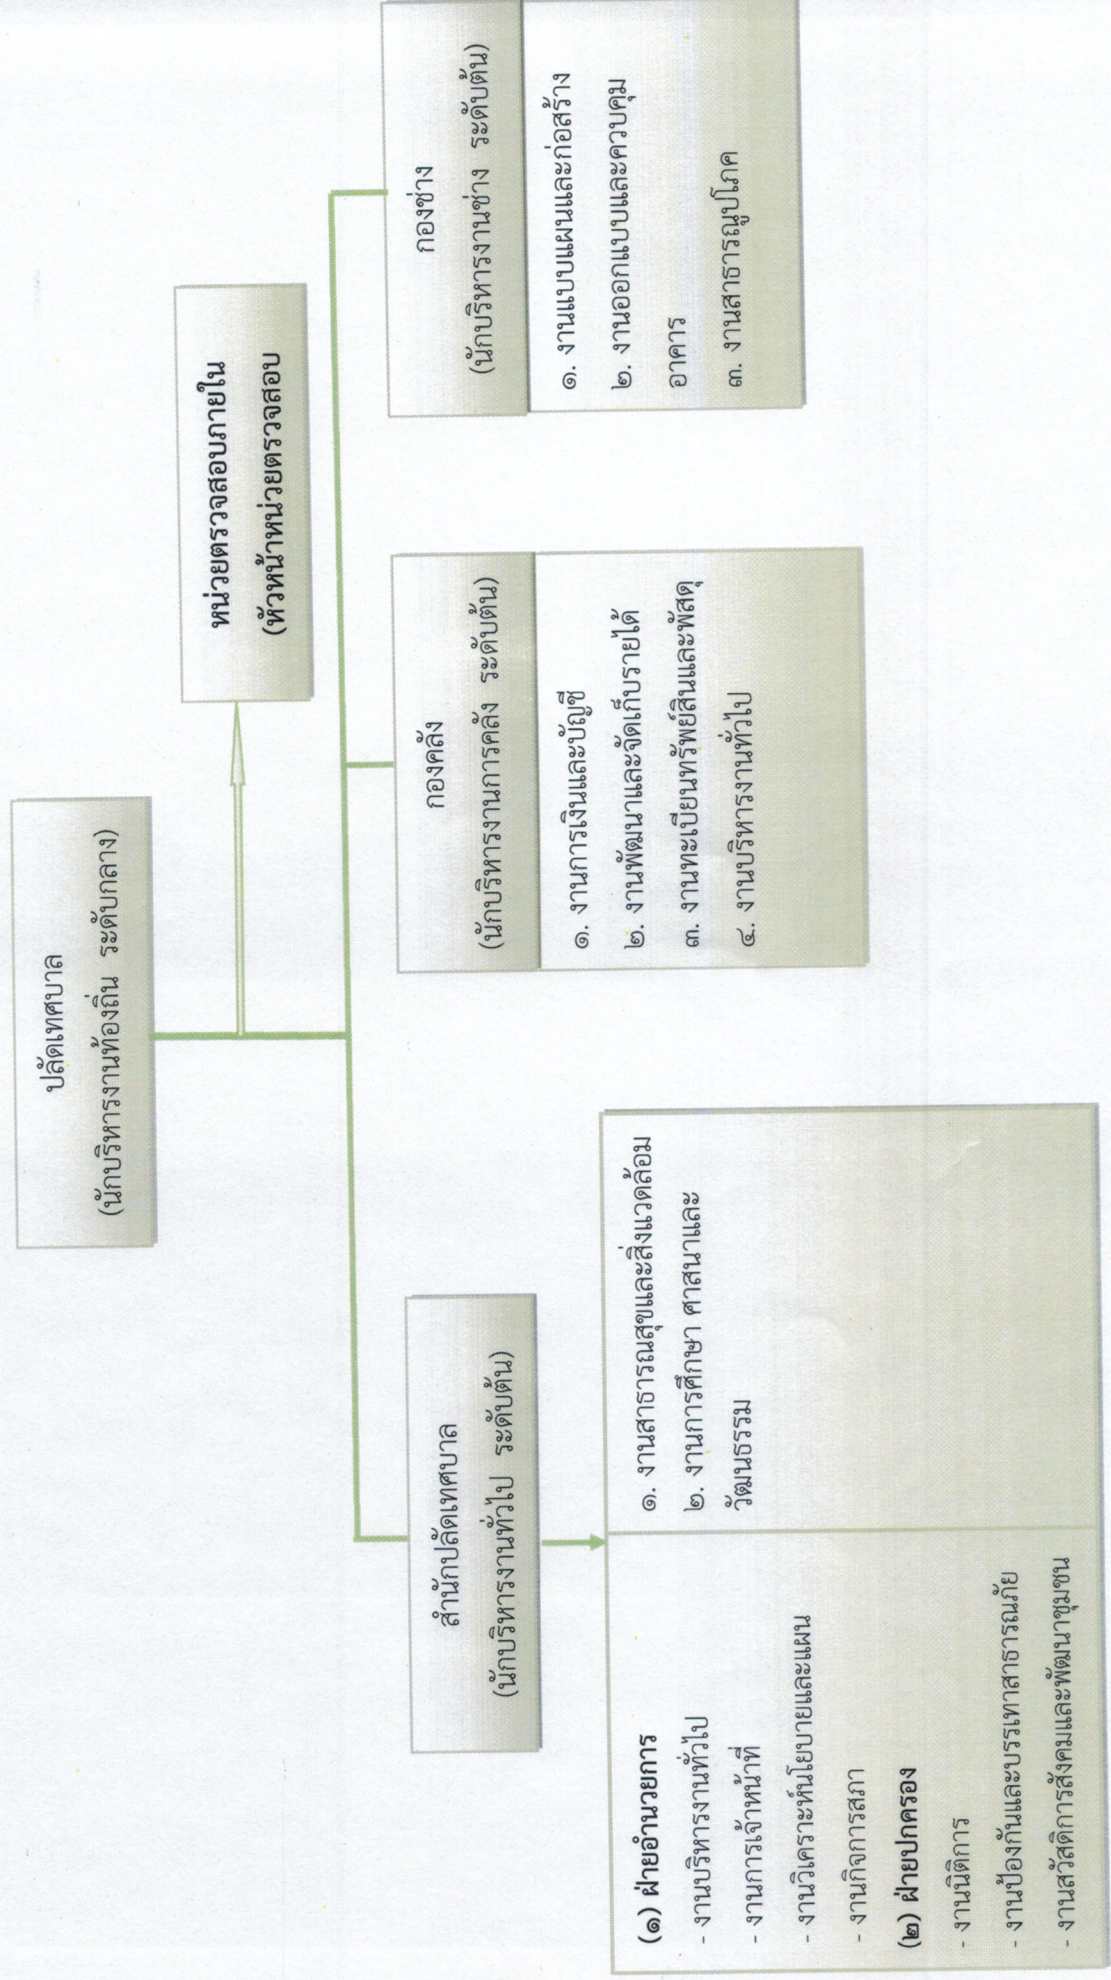 ปลัดเทศบาล
(นักบริหารงานท้องถิ่น ระดับกลาง)
หน่วยตรวจสอบภายใน
(หัวหน้าหน่วยตรวจสอบ
สำนักปลัดเทศบาล
(นักบริหารงานทั่วไป ระดับต้น)
กองคลัง
(นักบริหารงานการคลัง ระดับต้น)
กองช่าง
(นักบริหารงานช่าง ระดับต้น)
(๑) ฝ่ายอำนวยการ
- งานบริหารงานทั่วไป
- งานการเจ้าหน้าที่
- งานวิเคราะห์นโยบายและแผน
- งานกิจการสภา
(๒) ฝ่ายปกครอง
- งานนิติการ
- งานป้องกันและบรรเทาสาธารณภัย
- งานสวัสดิการสังคมและพัฒนาชุมชน
๑. งานสาธารณสุขและสิ่งแวดล้อม
๒. งานการศึกษา ศาสนาและ
วัฒนธรรม
๑. งานการเงินและบัญชี
๒. งานพัฒนาและจัดเก็บรายได้
๓. งานทะเบียนทรัพย์สินและพัสดุ
๔. งานบริหารงานทั่วไป
๑. งานแบบแผนและก่อสร้าง
๒. งานออกแบบและควบคุม
อาคาร
๓. งานสาธารณูปโภค